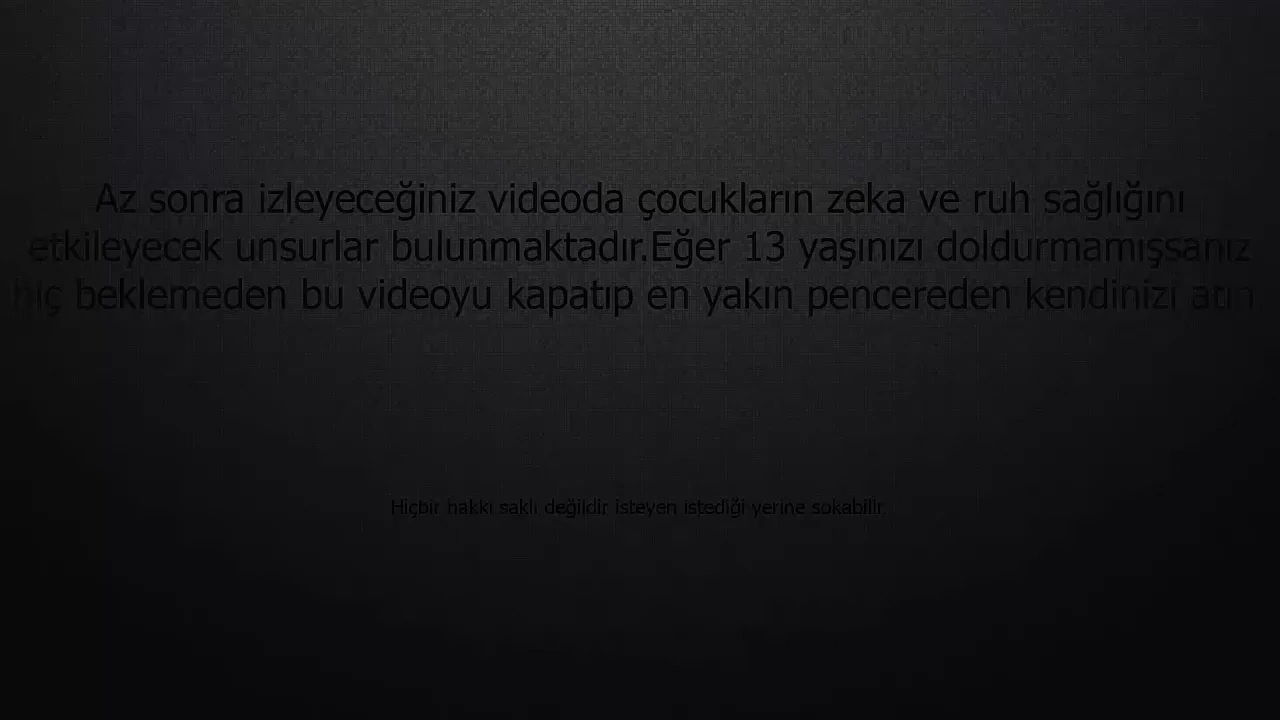 Az sonra izleyeceğiniz videoda çocukların zeka ve ruh sağlığını
etkileyecek unsurlar bulunmaktadır.Eğer 13 yaşınızı doldurmamışsanız
hiç beklemeden bu videoyu kapatıp en yakın pencereden kendinizi atın
Hiçbir hakkı saklı değildir, isteyen istediği yerine sokabilir.